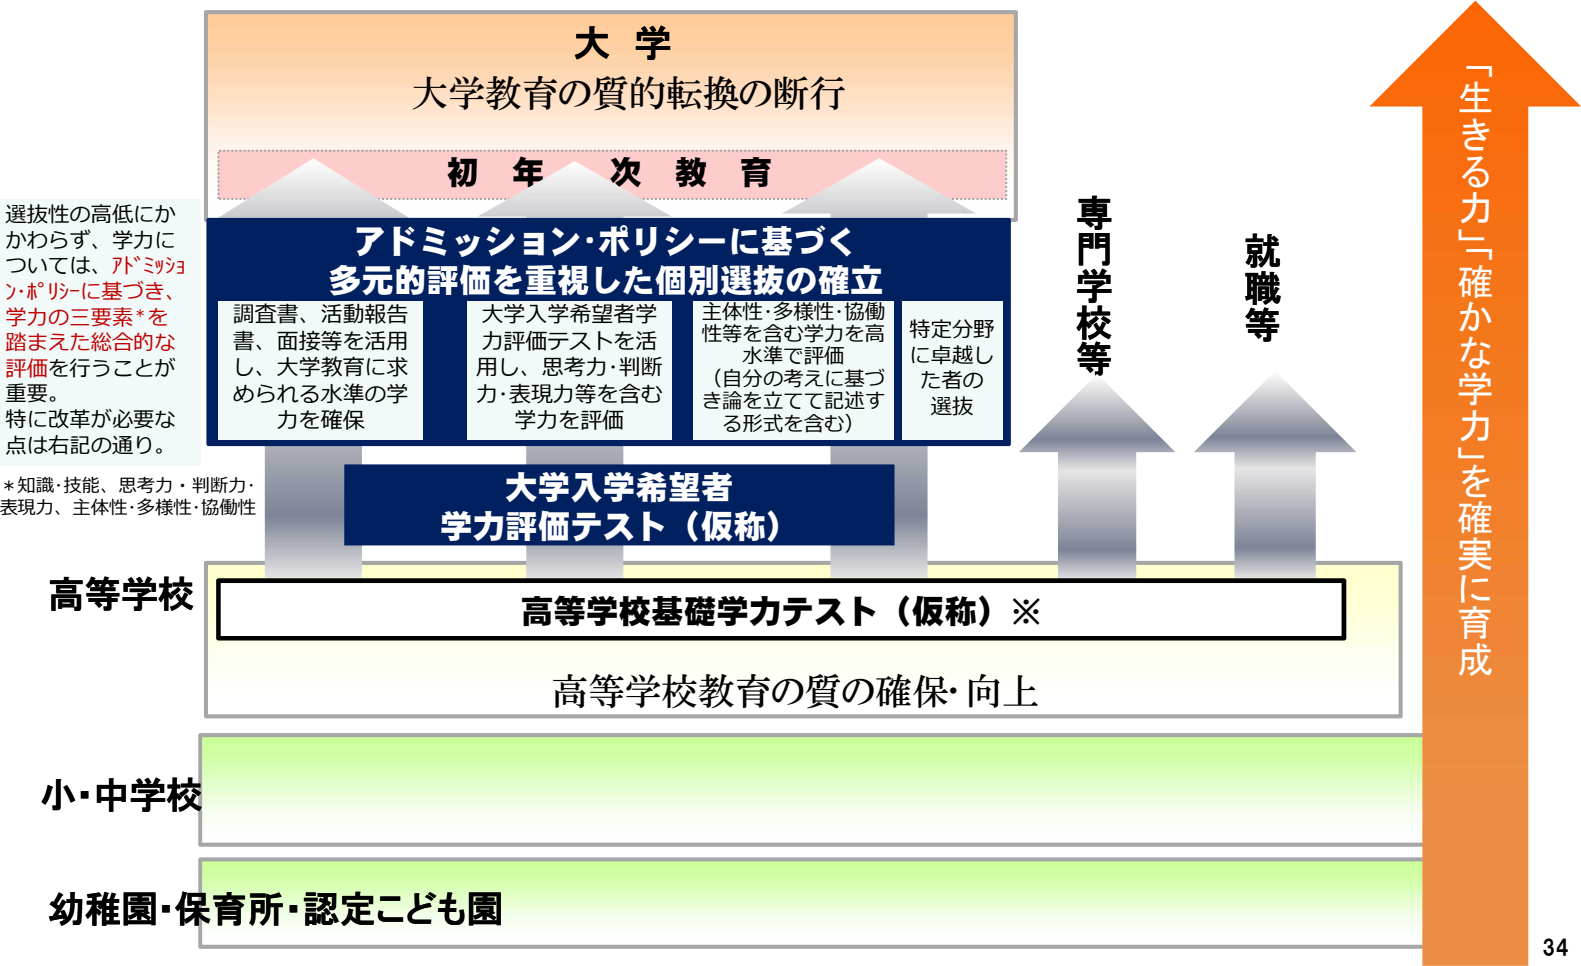 大 学
大学教育の質的転換の断行
初 年 次 教 育
選抜性の高低にか
かわらず、学力に
ついては、ｱﾄﾞﾐｯｼｮ
ﾝ･ﾎﾟﾘｼｰに基づき、
学力の三要素*を
踏まえた総合的な
評価を行うことが
重要。
特に改革が必要な
点は右記の通り。
＊知識･技能、思考力・判断力･
表現力、主体性･多様性･協働性
アドミッション･ポリシーに基づく
多元的評価を重視した個別選抜の確立
調査書、活動報告
書、面接等を活用
し、大学教育に求
められる水準の学
力を確保
大学入学希望者学
力評価テストを活
用し、思考力･判断
力･表現力等を含む
学力を評価
主体性･多様性･協働
性等を含む学力を高
水準で評価
（自分の考えに基づ
き論を立てて記述す
る形式を含む）
特定分野
に卓越し
た者の
選抜
専門学校等
就職等
大学入学希望者
学力評価テスト（仮称）
高等学校
高等学校基礎学力テスト（仮称）※
高等学校教育の質の確保･向上
小･中学校
幼稚園･保育所･認定こども園
「生きる力」「確かな学力」を確実に育成
34